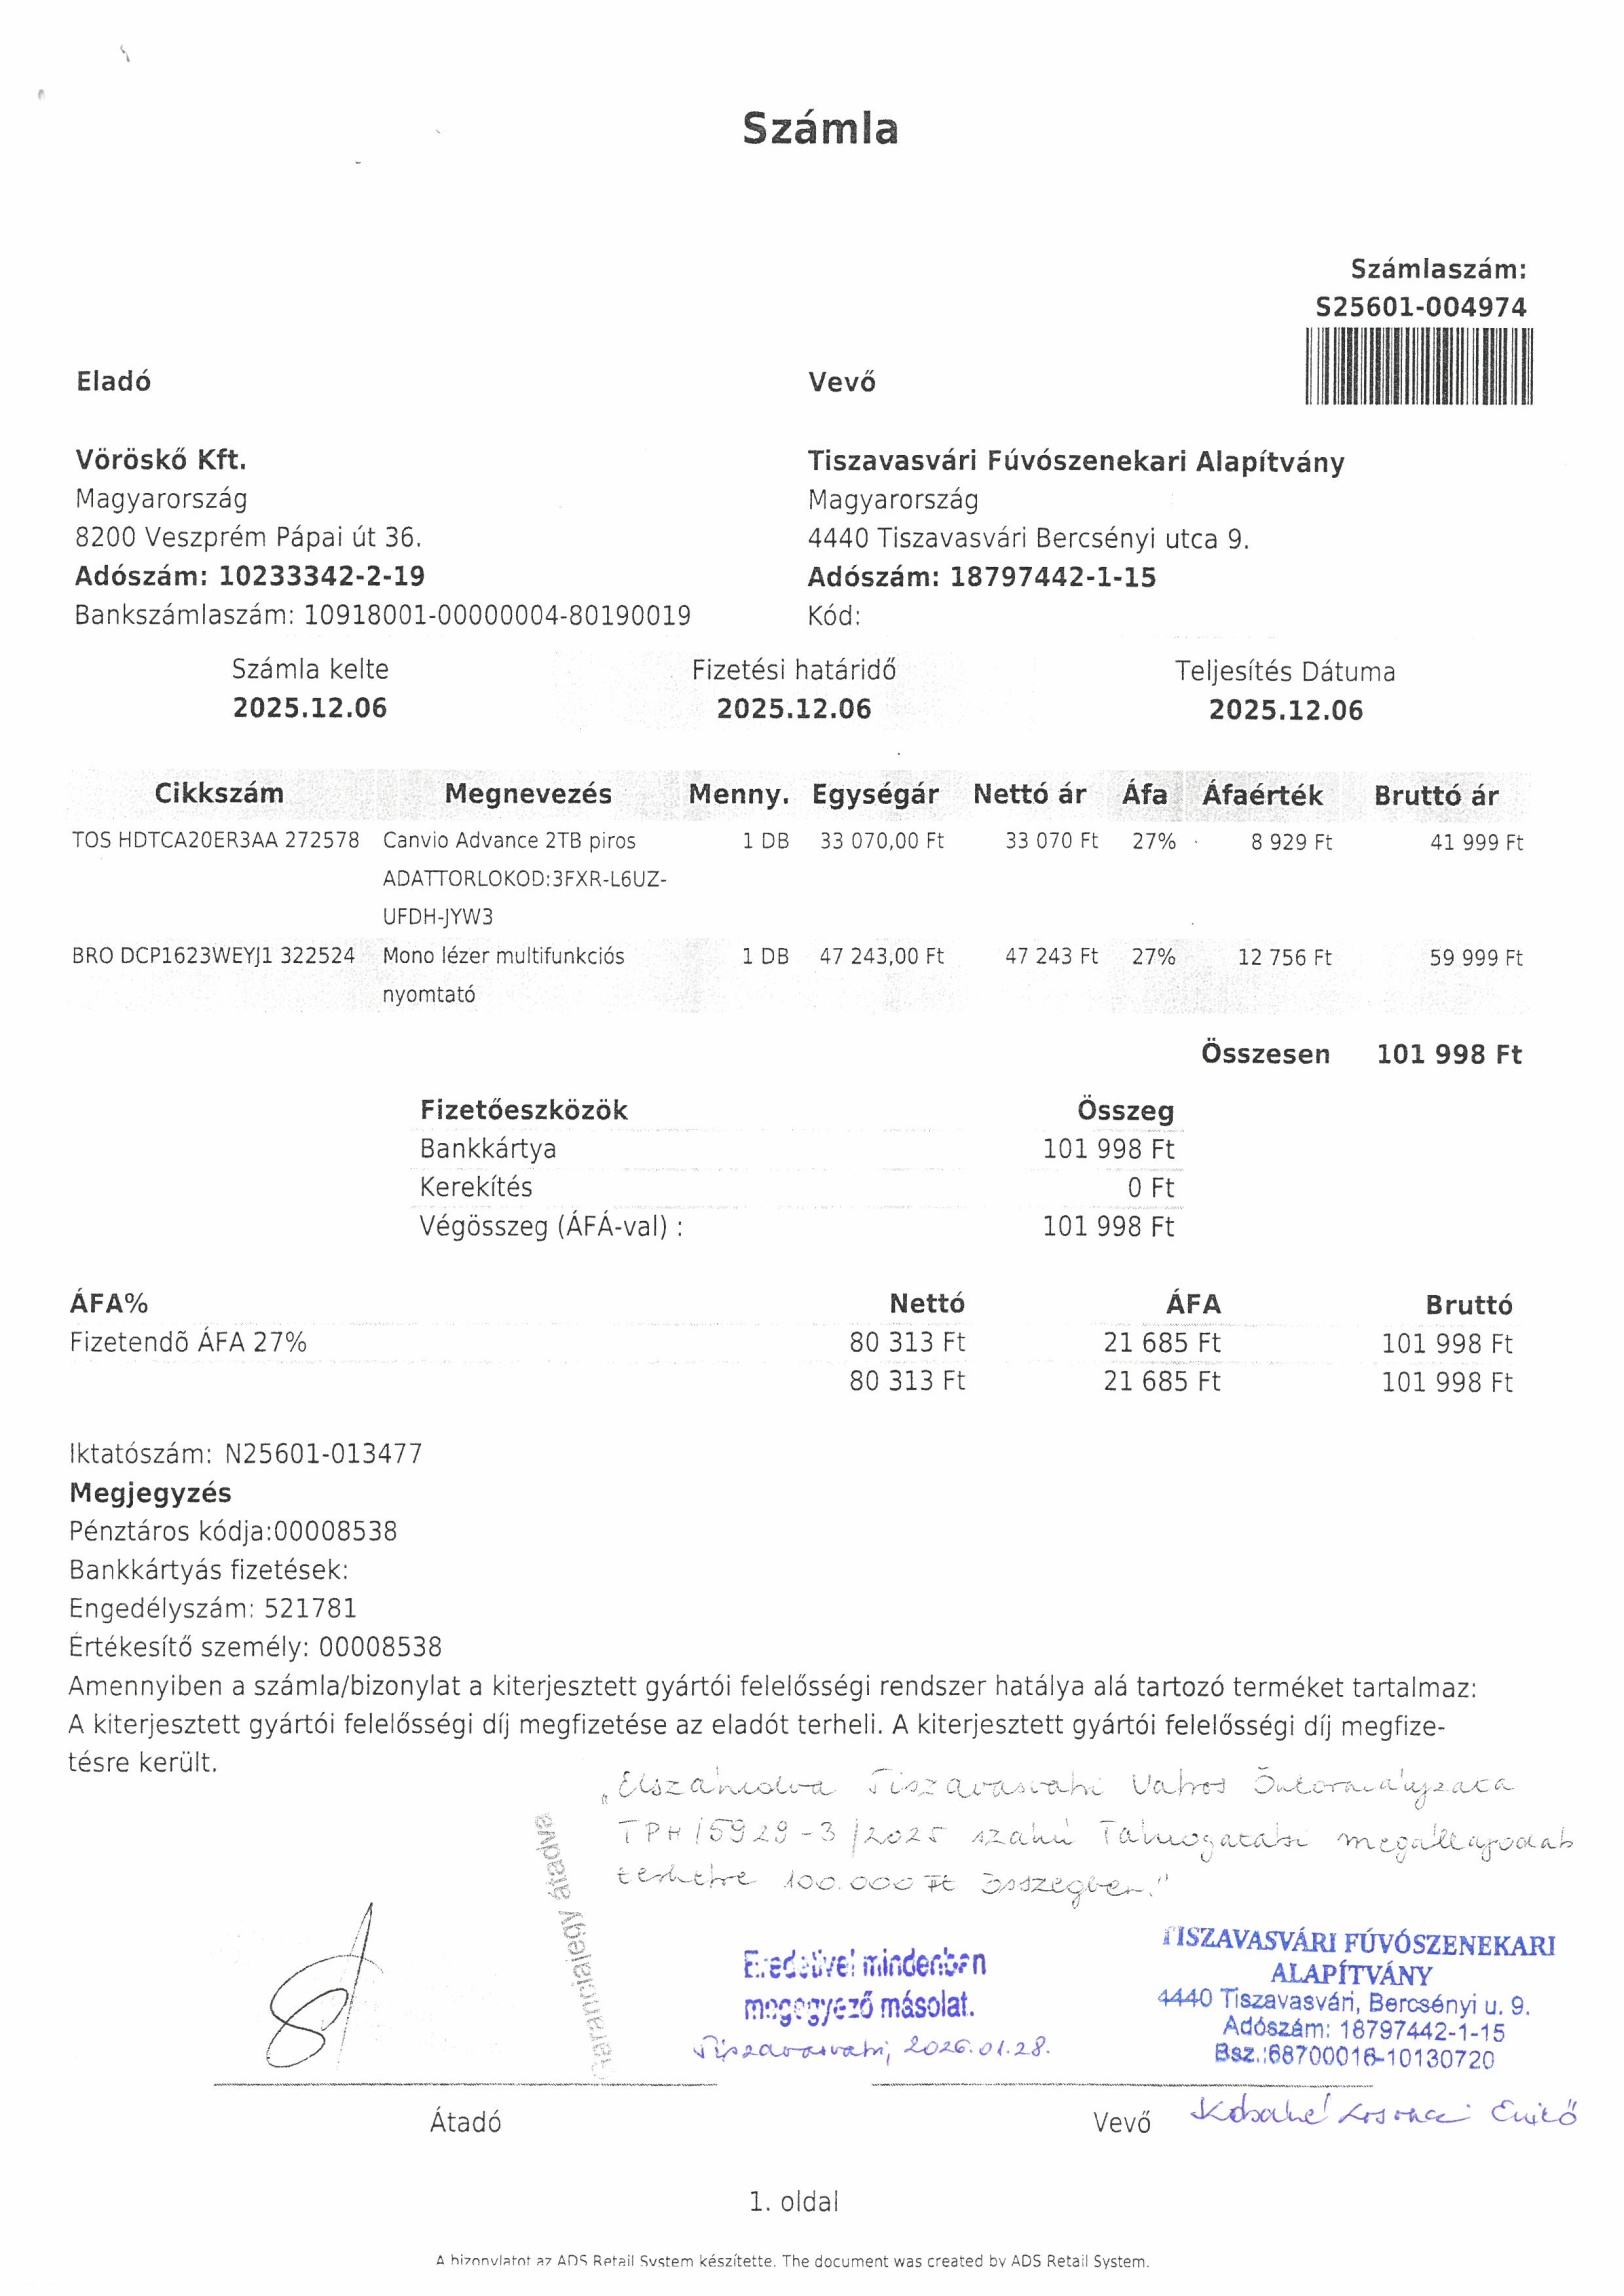 Számla
Számlaszám:
S25601-004974
Eladó
Vevő
Vöröskő Kft.
Magyarország
8200 Veszprém Pápai út 36.
Adószám: 10233342-2-19
Bankszámlaszám: 10918001-00000004-80190019
Tiszavasvári Fúvószenekari Alapítvány
Magyarország
4440 Tiszavasvári Bercsényi utca 9.
Adószám: 18797442-1-15
Kód:
Számla kelte Fizetési határidő Teljesítés Dátuma
2025.12.06 2025.12.06 2025.12.06
Cikkszám Megnevezés Menny. Egységár Nettó ár Áfa Áfaérték Bruttó ár
TOS HDTCA20ER3AA 272578 Canvio Advance 2TB piros 1 DB 33 070,00 Ft 33 070 Ft 27% 8 929 Ft 41 999 Ft
ADATTORLOKOD:3FXR-L6UZ-
UFDH-JYW3
BRO DCP1623WEYJ1 322524 Mono lézer multifunkciós 1 DB 47 243,00 Ft 47 243 Ft 27% 12 756 Ft 59 999 Ft
nyomtató
Összesen 101 998 Ft
Fizetőeszközök Összeg
Bankkártya 101 998 Ft
Kerekítés 0 Ft
Végösszeg (ÁFÁ-val) : 101 998 Ft
ÁFA% Nettó ÁFA Bruttó
Fizetendõ ÁFA 27% 80 313 Ft 21 685 Ft 101 998 Ft
80 313 Ft 21 685 Ft 101 998 Ft
Iktatószám: N25601-013477
Megjegyzés
Pénztáros kódja:00008538
Bankkártyás fizetések:
Engedélyszám: 521781
Értékesítő személy: 00008538
Amennyiben a számla/bizonylat a kiterjesztett gyártói felelősségi rendszer hatálya alá tartozó terméket tartalmaz:
A kiterjesztett gyártói felelősségi díj megfizetése az eladót terheli. A kiterjesztett gyártói felelősségi díj megfize-
tésre került.
„Elszámolva Tiszavasvári Város Önkormányzata
TPH/5929-3/2025 számú Támogatási megállapodás
terhére 100.000 Ft összegben."
Garanciajegy átadva
Eredetivel mindenben
megegyező másolat.
Tiszavasvári, 2026.01.28.
TISZAVASVÁRI FÚVÓSZENEKARI
ALAPÍTVÁNY
4440 Tiszavasvári, Bercsényi u. 9.
Adószám: 18797442-1-15
Bsz.:68700016-10130720
Átadó
Vevő
Enikő
1. oldal
A bizonylatot az ADS Retail System készítette. The document was created by ADS Retail System.